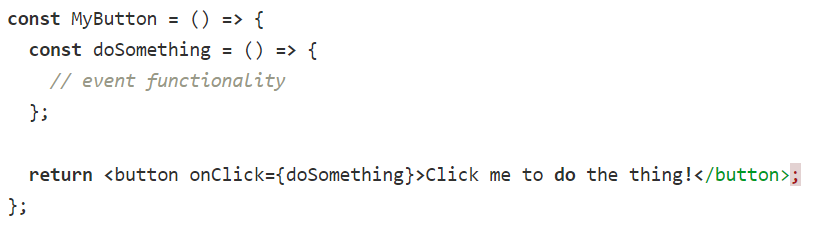 const MyButton = () => {
  const doSomething = () => {
    // event functionality
  };

  return <button onClick={doSomething}>Click me to do the thing!</button>;
};